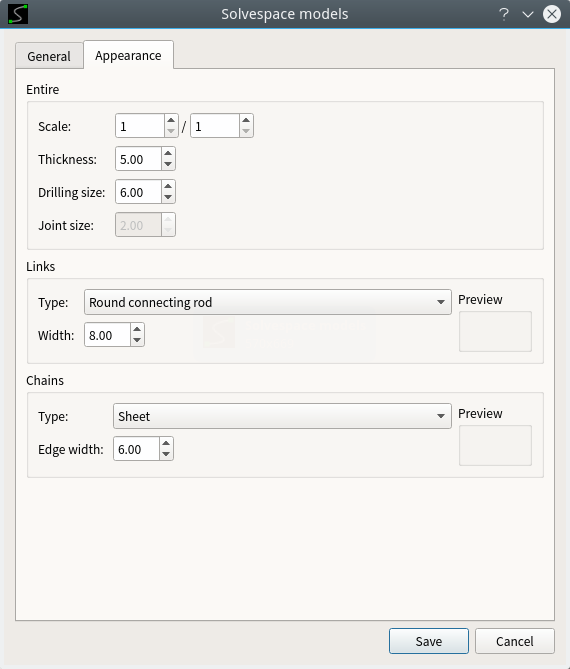 Solvespace models
General Appearance
Entire
Scale: 1 / 1
Thickness: 5.00
Drilling size: 6.00
Joint size: 2.00
Links
Type: Round connecting rod Preview
Width: 8.00
Chains
Type: Sheet Preview
Edge width: 6.00
Save Cancel